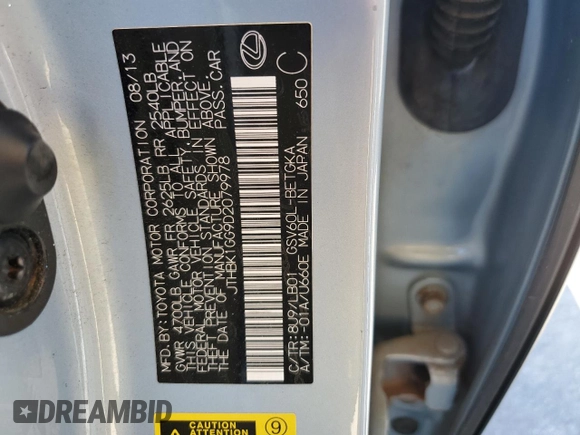 MFD. BY: TOYOTA MOTOR CORPORATION 08/13
GVWR 4700LB GAWR FR 2625LB RR 2540LB
THIS VEHICLE CONFORMS TO ALL APPLICABLE
FEDERAL MOTOR VEHICLE SAFETY, BUMPER, AND
THEFT PREVENTION STANDARDS IN EFFECT ON
THE DATE OF MANUFACTURE SHOWN ABOVE.
JTHBK1GG9D2079978 PASS. CAR
C/TR: 8U9/LB01 GSV60L-BETGKA
A/TM: -01A/U660E MADE IN JAPAN 650 C
CAUTION
ATTENTION
9
DREAMBID